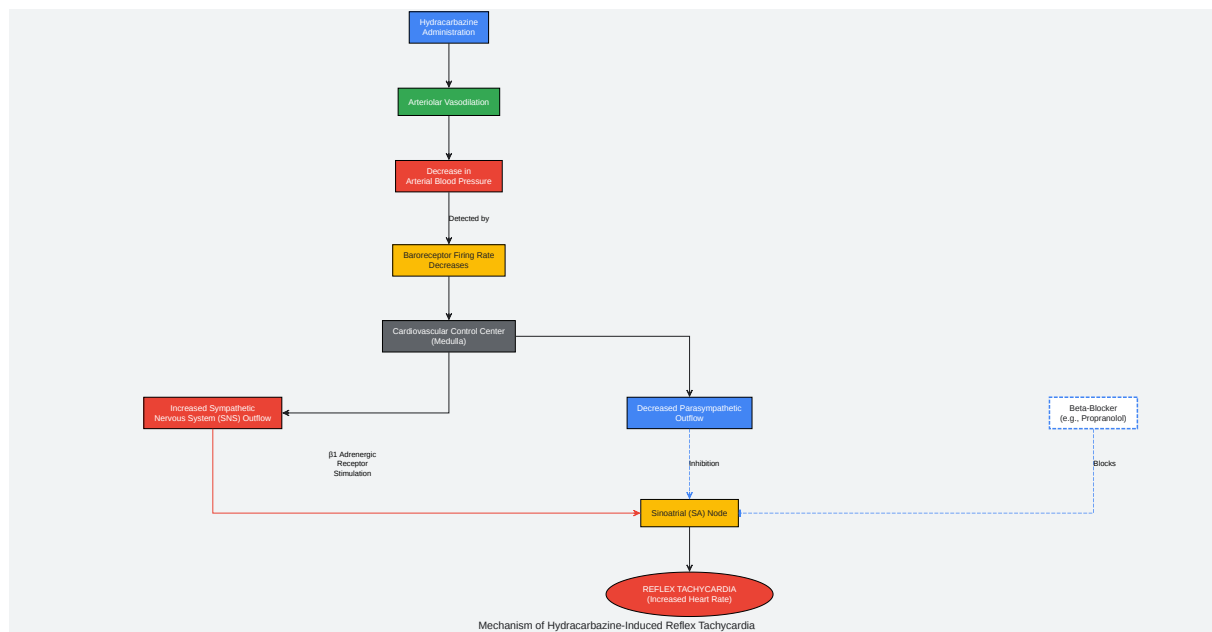 Hydracarbazine
Administration
Arteriolar Vasodilation
Decrease in
Arterial Blood Pressure
Detected by
Baroreceptor Firing Rate
Decreases
Cardiovascular Control Center
(Medulla)
Increased Sympathetic
Nervous System (SNS) Outflow
Decreased Parasympathetic
Outflow
Beta-Blocker
(e.g., Propranolol)
β1 Adrenergic
Receptor
Stimulation
Inhibition
Blocks
Sinoatrial (SA) Node
REFLEX TACHYCARDIA
(Increased Heart Rate)
Mechanism of Hydracarbazine-Induced Reflex Tachycardia